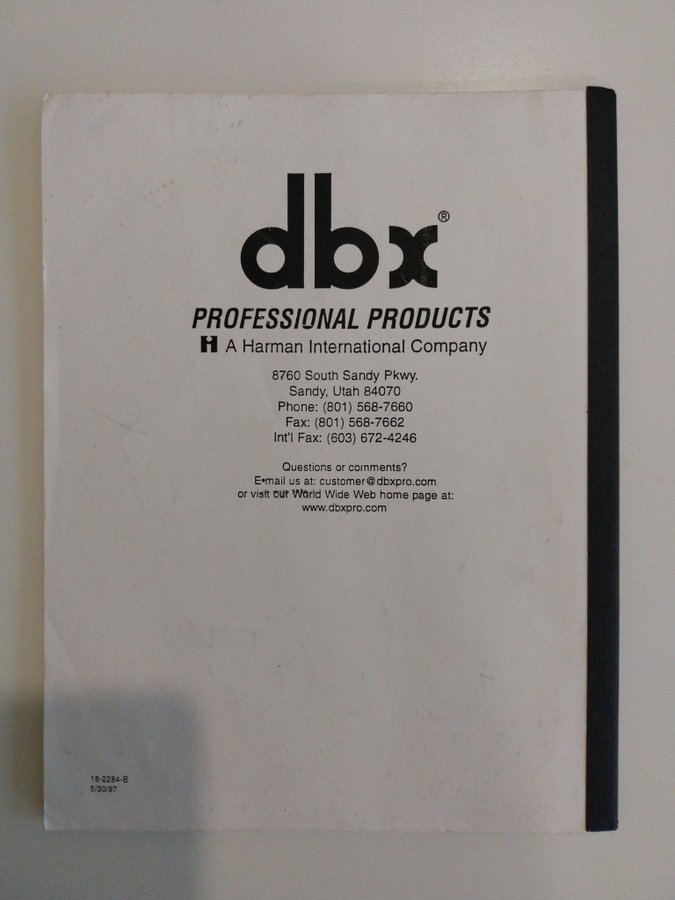 dbx®
PROFESSIONAL PRODUCTS
A Harman International Company
8760 South Sandy Pkwy.
Sandy, Utah 84070
Phone: (801) 568-7660
Fax: (801) 568-7662
Int'l Fax: (603) 672-4246
Questions or comments?
E-mail us at: customer@dbxpro.com
or visit our World Wide Web home page at:
www.dbxpro.com
18-2284-B
5/30/97